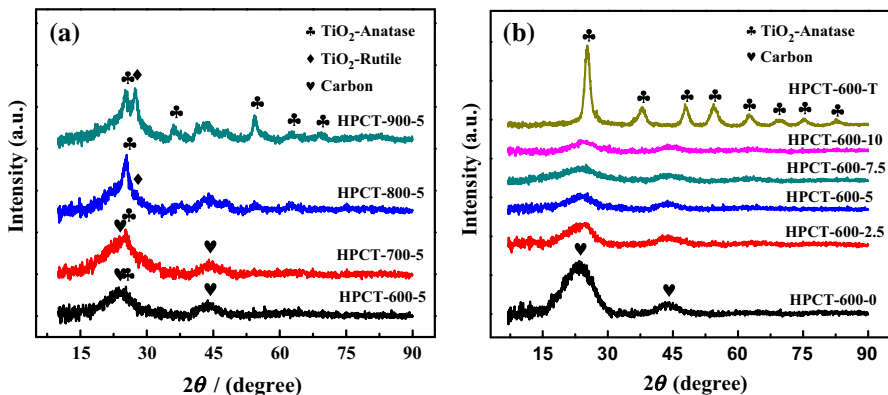 (a)
♣ TiO₂-Anatase
♦ TiO₂-Rutile
♥ Carbon
HPCT-900-5
HPCT-800-5
HPCT-700-5
HPCT-600-5
Intensity (a.u.)
15 30 45 60 75 90
2θ / (degree)
(b)
♣ TiO₂-Anatase
♥ Carbon
HPCT-600-T
HPCT-600-10
HPCT-600-7.5
HPCT-600-5
HPCT-600-2.5
HPCT-600-0
Intensity (a.u.)
15 30 45 60 75 90
2θ (degree)